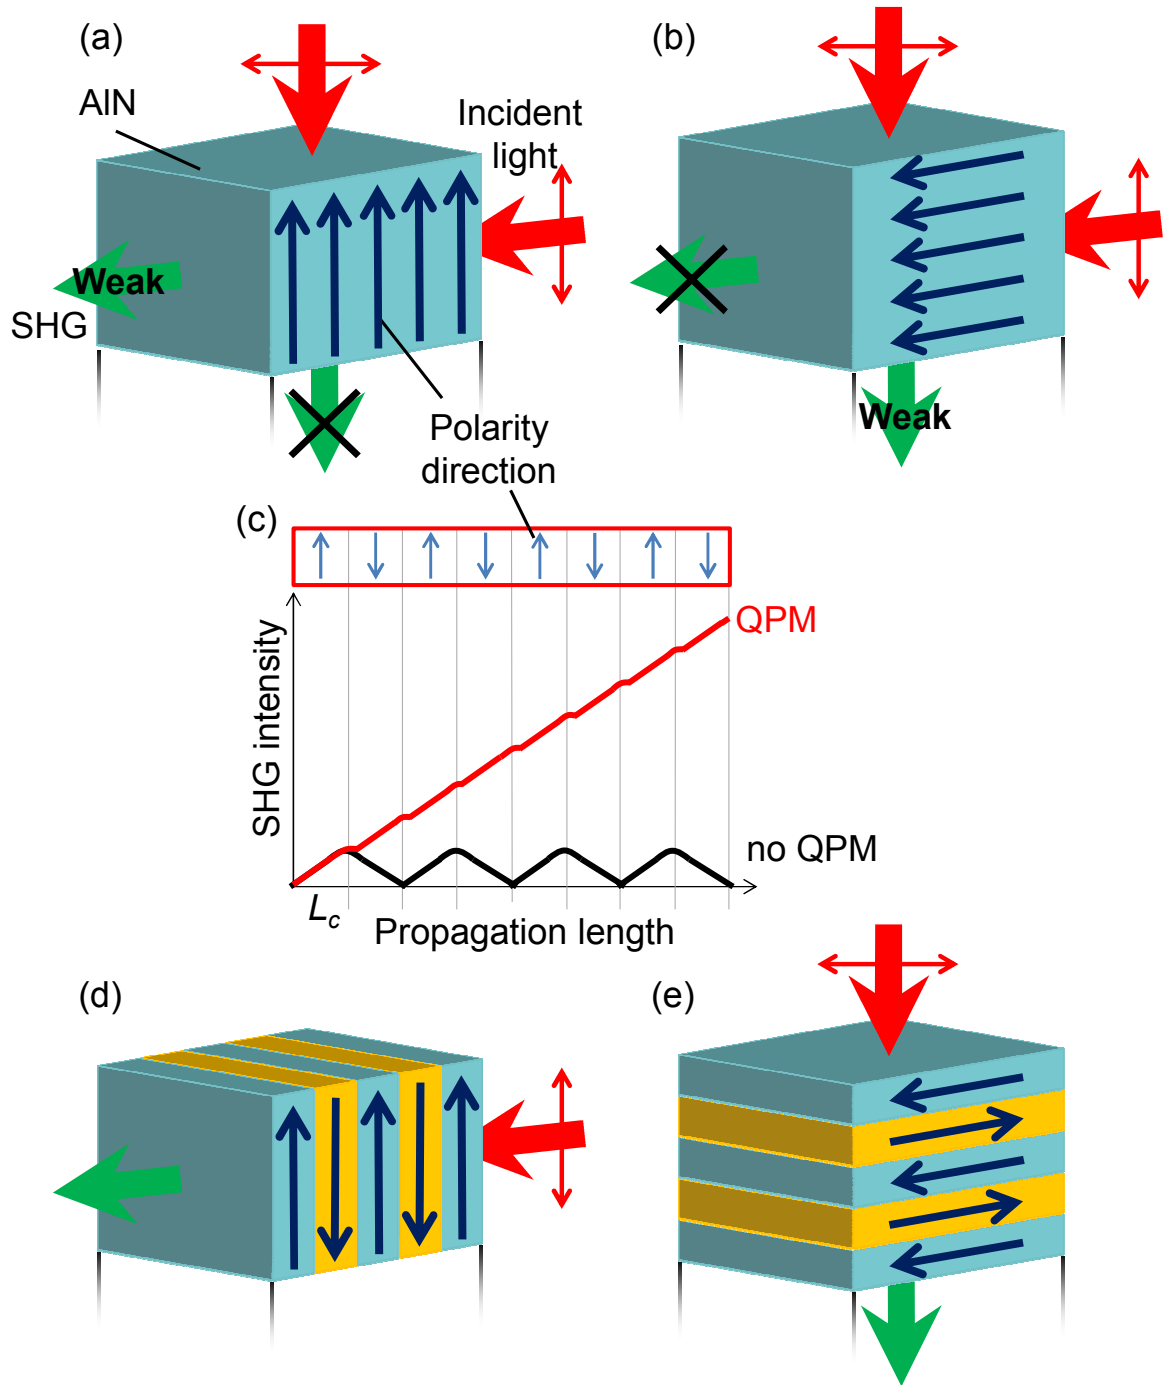 (a)
(b)
AlN
Incident
light
Weak
SHG
Weak
Polarity
direction
(c)
QPM
SHG intensity
no QPM
Lc
Propagation length
(d)
(e)